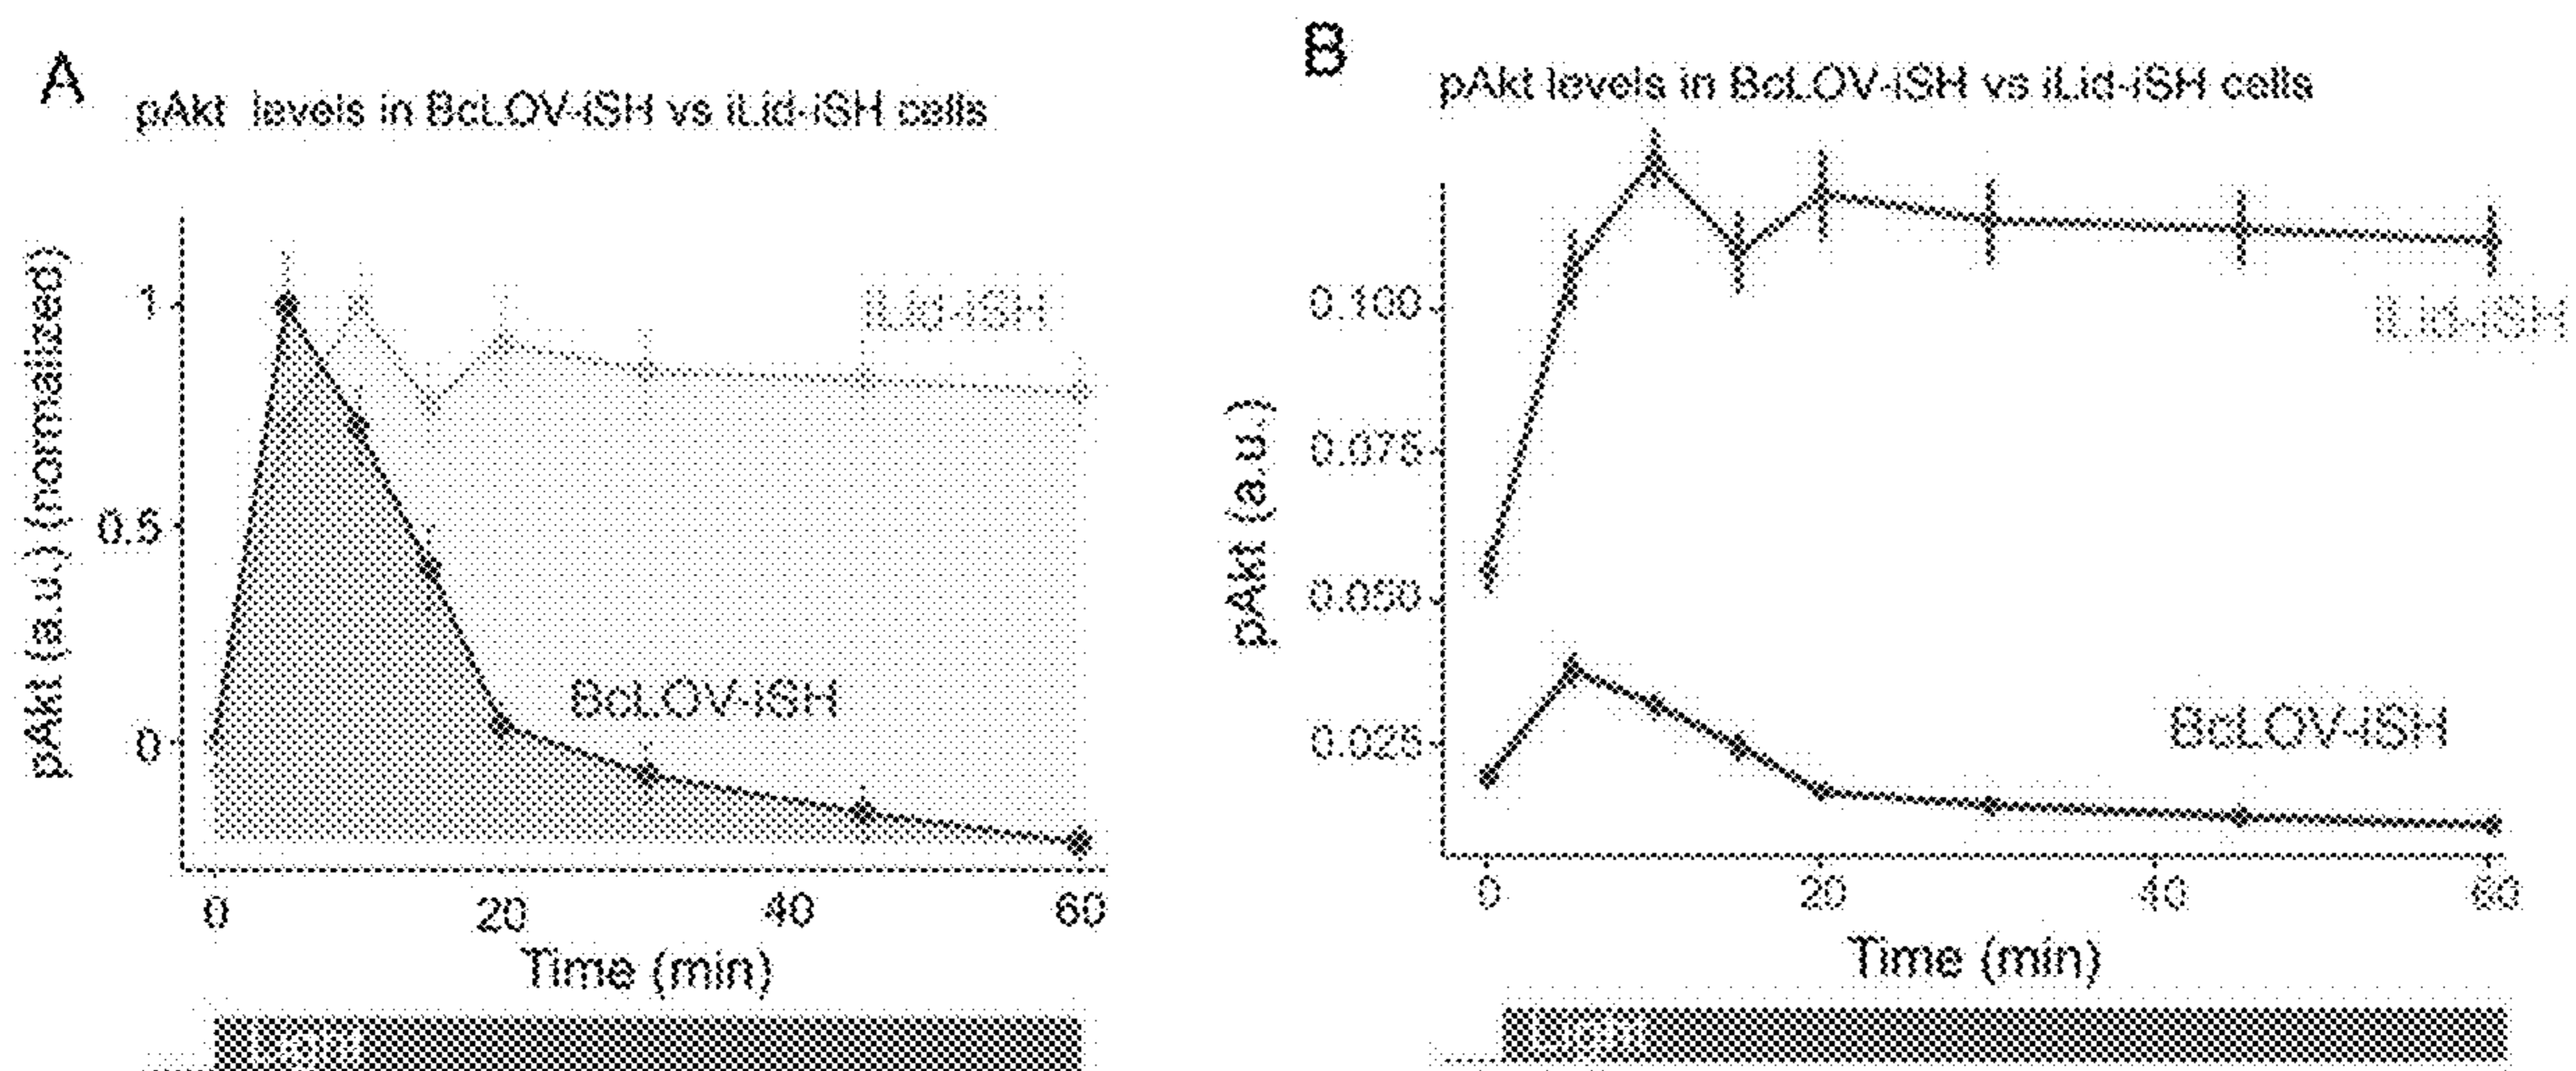 A
pAkt levels in BcLOV-iSH vs iLid-iSH cells
pAkt (a.u.) (normalized)
1
0.5
0
iLid-iSH
BcLOV-iSH
0 20 40 60
Time (min)
Light
B
pAkt levels in BcLOV-iSH vs iLid-iSH cells
pAkt (a.u.)
0.100
0.075
0.050
0.025
iLid-iSH
BcLOV-iSH
0 20 40 60
Time (min)
Light